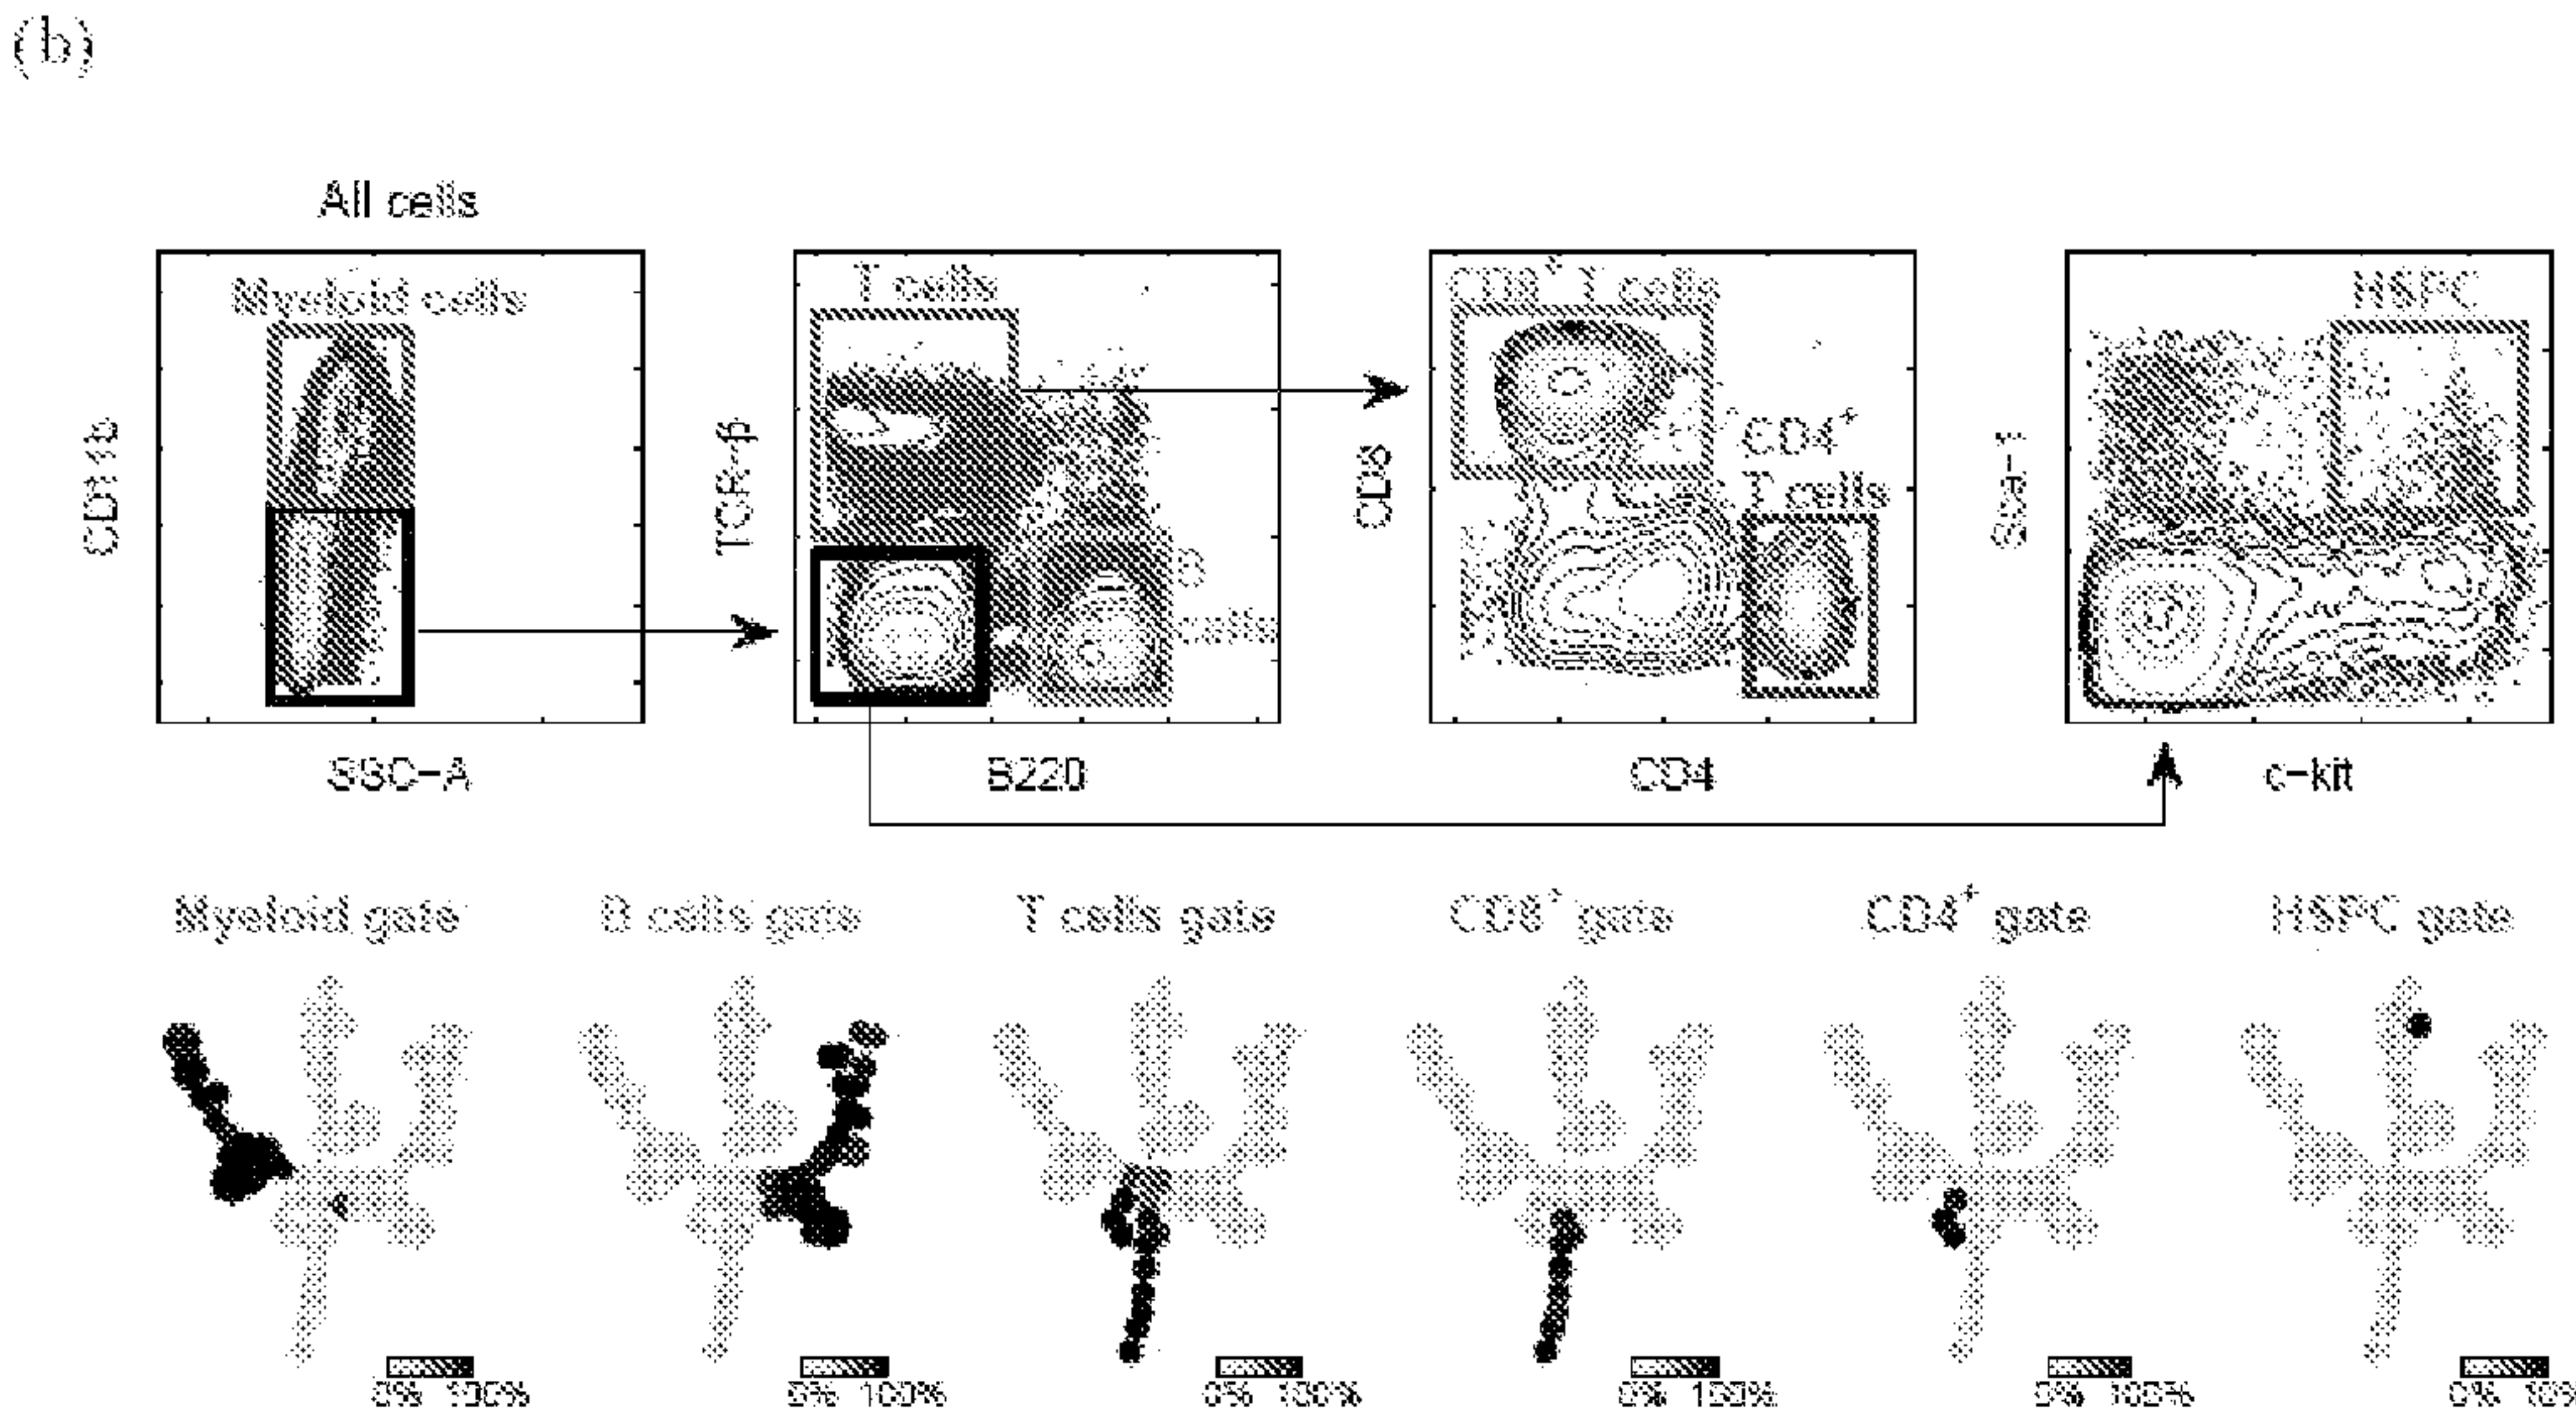 (b)
All cells
Myeloid cells
CD11b
SSC-A
T cells
B
cells
TCR-β
B220
CD8+ T cells
CD4+
T cells
CD8
CD4
HSPC
Sca-1
c-kit
Myeloid gate
B cells gate
T cells gate
CD8+ gate
CD4+ gate
HSPC gate
0% 100%
0% 100%
0% 100%
0% 100%
0% 100%
0% 10%